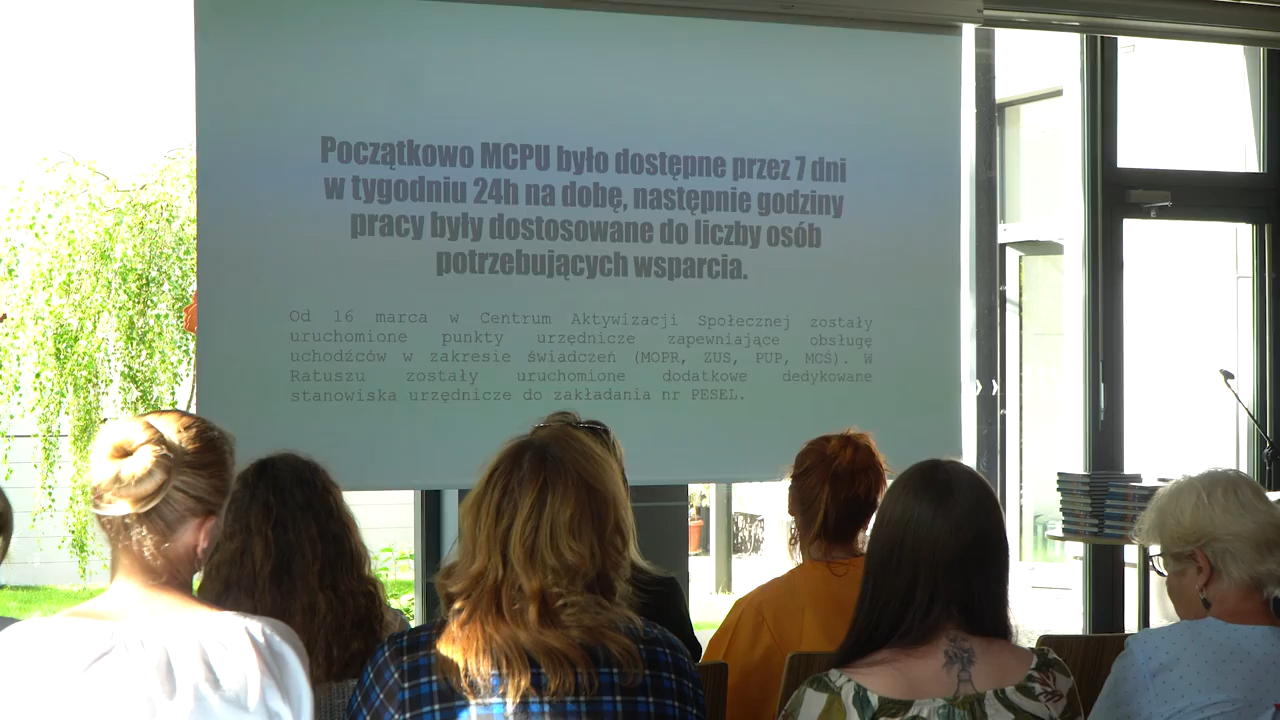 Początkowo MCPU było dostępne przez 7 dni
w tygodniu 24h na dobę, następnie godziny
pracy były dostosowane do liczby osób
potrzebujących wsparcia.
Od 16 marca w Centrum Aktywizacji Społecznej zostały
uruchomione punkty urzędnicze zapewniające obsługę
uchodźców w zakresie świadczeń (MOPR, ZUS, PUP, MCŚ). W
Ratuszu zostały uruchomione dodatkowe dedykowane
stanowiska urzędnicze do zakładania nr PESEL.